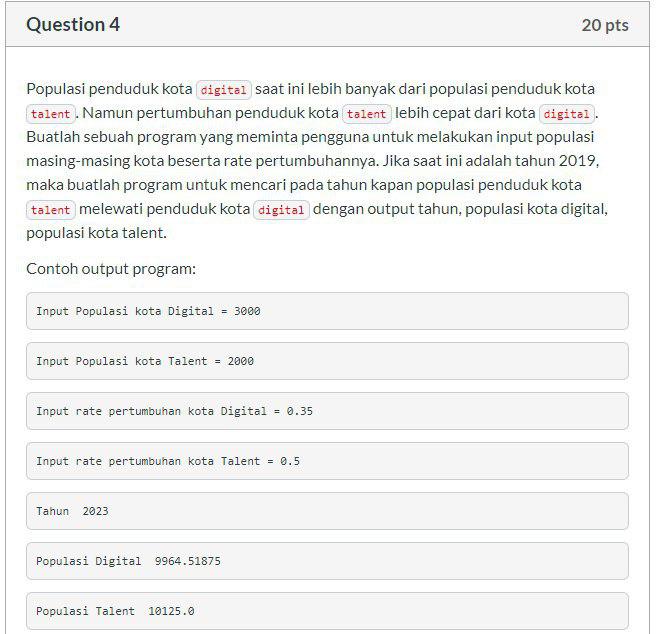 Question 4 20 pts
Populasi penduduk kota digital saat ini lebih banyak dari populasi penduduk kota
talent. Namun pertumbuhan penduduk kota talent lebih cepat dari kota digital.
Buatlah sebuah program yang meminta pengguna untuk melakukan input populasi
masing-masing kota beserta rate pertumbuhannya. Jika saat ini adalah tahun 2019,
maka buatlah program untuk mencari pada tahun kapan populasi penduduk kota
talent melewati penduduk kota digital dengan output tahun, populasi kota digital,
populasi kota talent.
Contoh output program:
Input Populasi kota Digital = 3000
Input Populasi kota Talent = 2000
Input rate pertumbuhan kota Digital = 0.35
Input rate pertumbuhan kota Talent = 0.5
Tahun  2023
Populasi Digital  9964.51875
Populasi Talent  10125.0